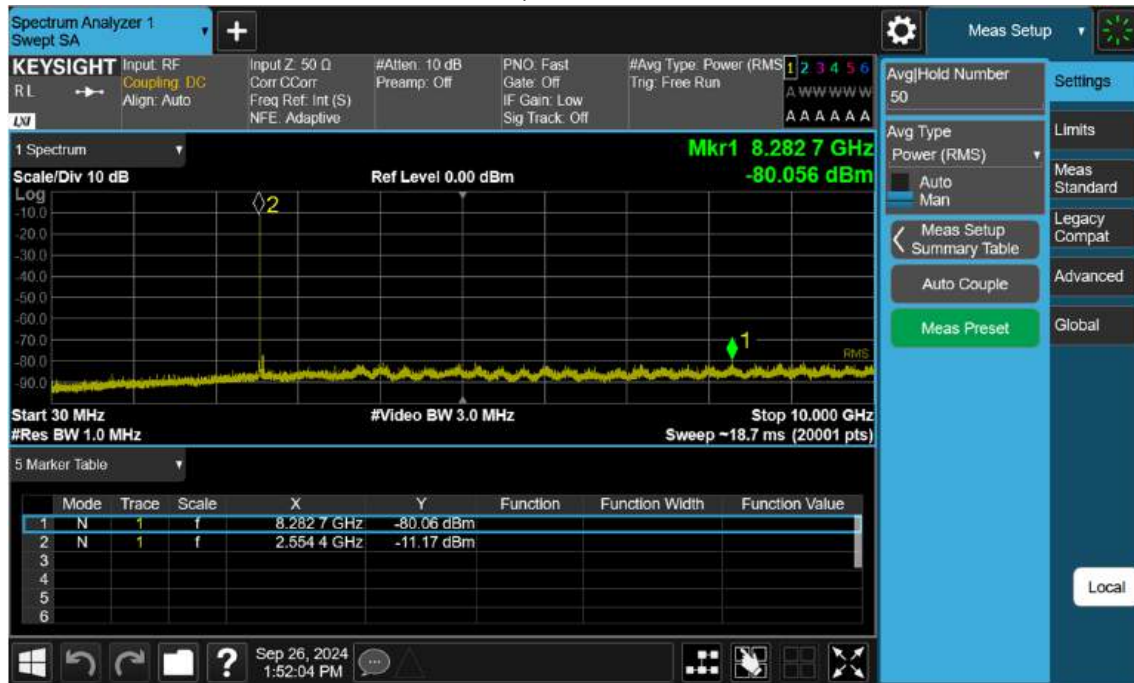 Spectrum Analyzer 1
Swept SA
+
Meas Setup
KEYSIGHT
RL
LXI
Input: RF
Coupling: DC
Align: Auto
Input Z: 50 Ω
Corr CCorr
Freq Ref: Int (S)
NFE: Adaptive
#Atten: 10 dB
Preamp: Off
PNO: Fast
Gate: Off
IF Gain: Low
Sig Track: Off
#Avg Type: Power (RMS
Trig: Free Run
1 2 3 4 5 6
A W W W W W
A A A A A A
1 Spectrum
Mkr1 8.282 7 GHz
Scale/Div 10 dB
Ref Level 0.00 dBm
-80.056 dBm
Log
-10.0
-20.0
-30.0
-40.0
-50.0
-60.0
-70.0
-80.0
-90.0
2
1
RMS
Start 30 MHz
#Video BW 3.0 MHz
Stop 10.000 GHz
#Res BW 1.0 MHz
Sweep ~18.7 ms (20001 pts)
5 Marker Table
Mode Trace Scale X Y Function Function Width Function Value
1 N 1 f 8.282 7 GHz -80.06 dBm
2 N 1 f 2.554 4 GHz -11.17 dBm
3
4
5
6
Avg|Hold Number
50
Avg Type
Power (RMS)
Auto
Man
Meas Setup
Summary Table
Auto Couple
Meas Preset
Settings
Limits
Meas
Standard
Legacy
Compat
Advanced
Global
Local
?
Sep 26, 2024
1:52:04 PM